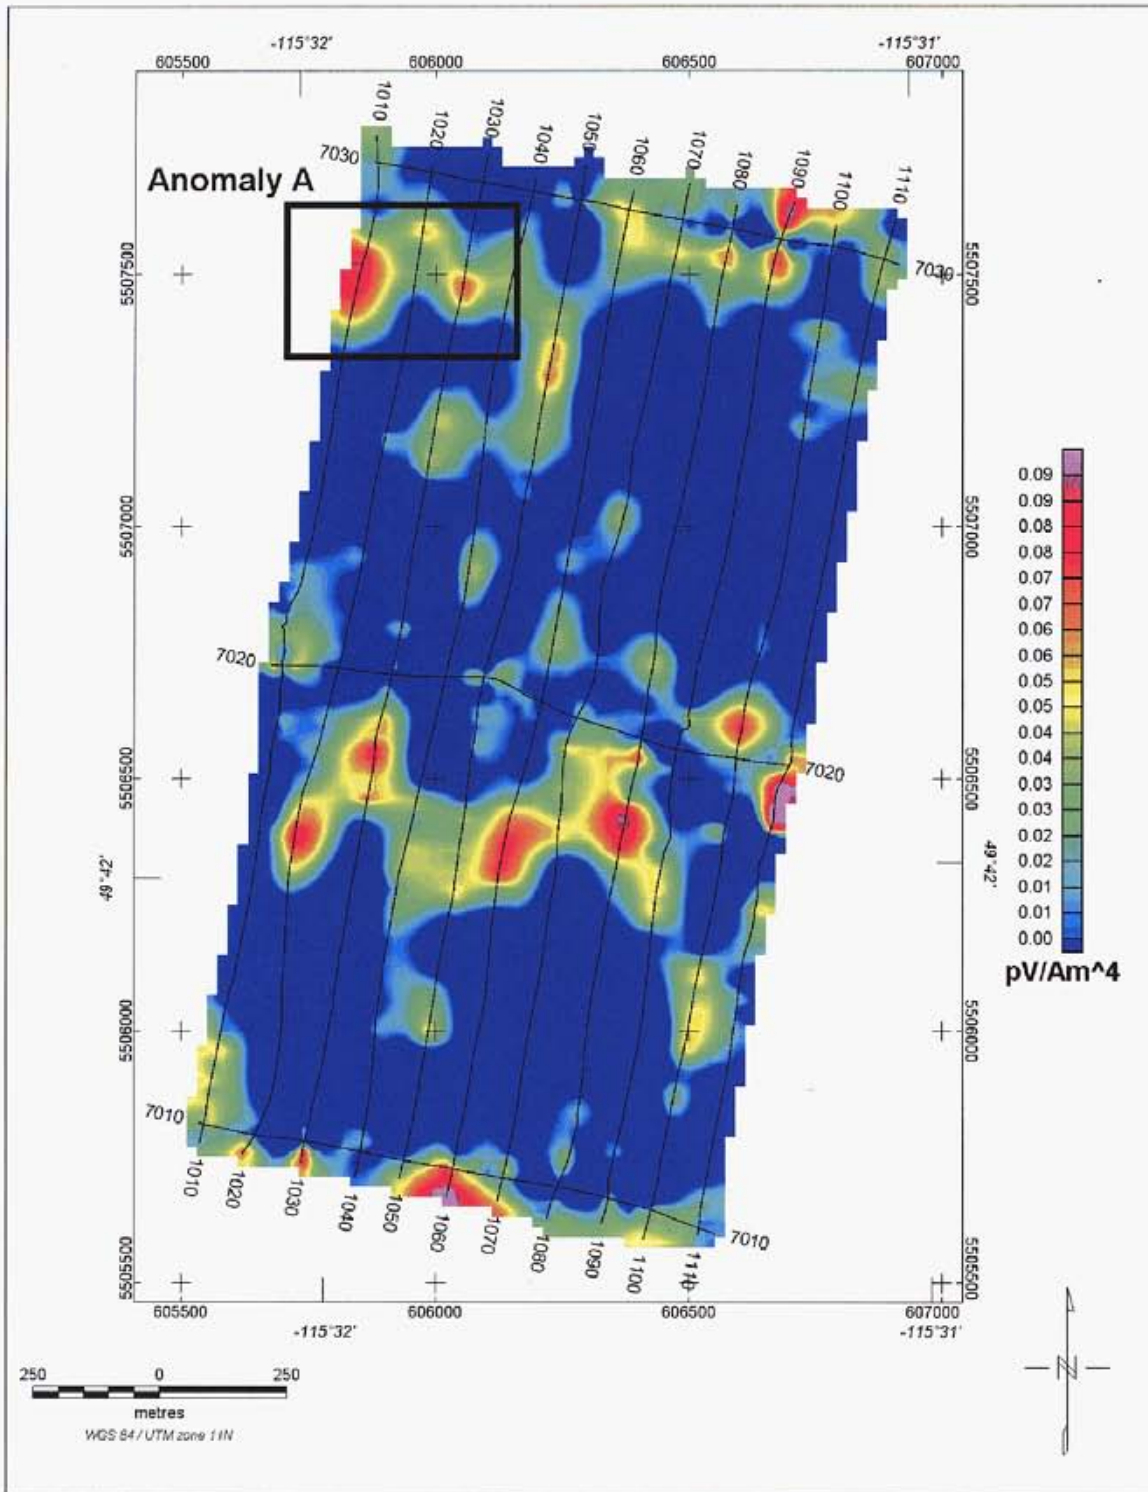 -115°32' -115°31'
605500 606000 606500 607000
1010 1020 1030 1040 1050 1060 1070 1080 1090 1100 1110
7030
Anomaly A
5507500 7030 5507500
5507000 5507000
7020
5506500 7020 5506500
49°42' 49°42'
5506000 5506000
7010
7010
1010 1020 1030 1040 1050 1060 1070 1080 1090 1100 1110
5505500 5505500
605500 606000 606500 607000
-115°32' -115°31'
0.09
0.09
0.08
0.08
0.07
0.07
0.06
0.06
0.05
0.05
0.04
0.04
0.03
0.03
0.02
0.02
0.01
0.01
0.00
pV/Am^4
250 0 250
metres
WGS 84 / UTM zone 11N
N